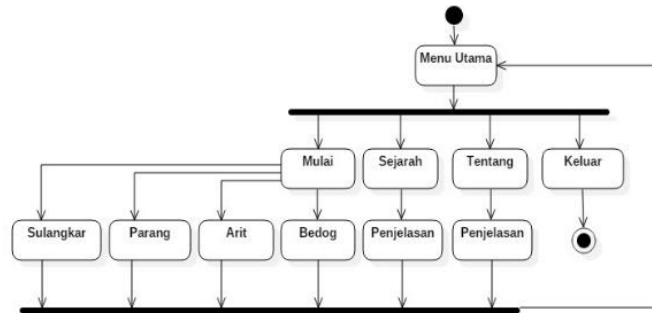 Menu Utama
Mulai
Sejarah
Tentang
Keluar
Sulangkar
Parang
Arit
Bedog
Penjelasan
Penjelasan